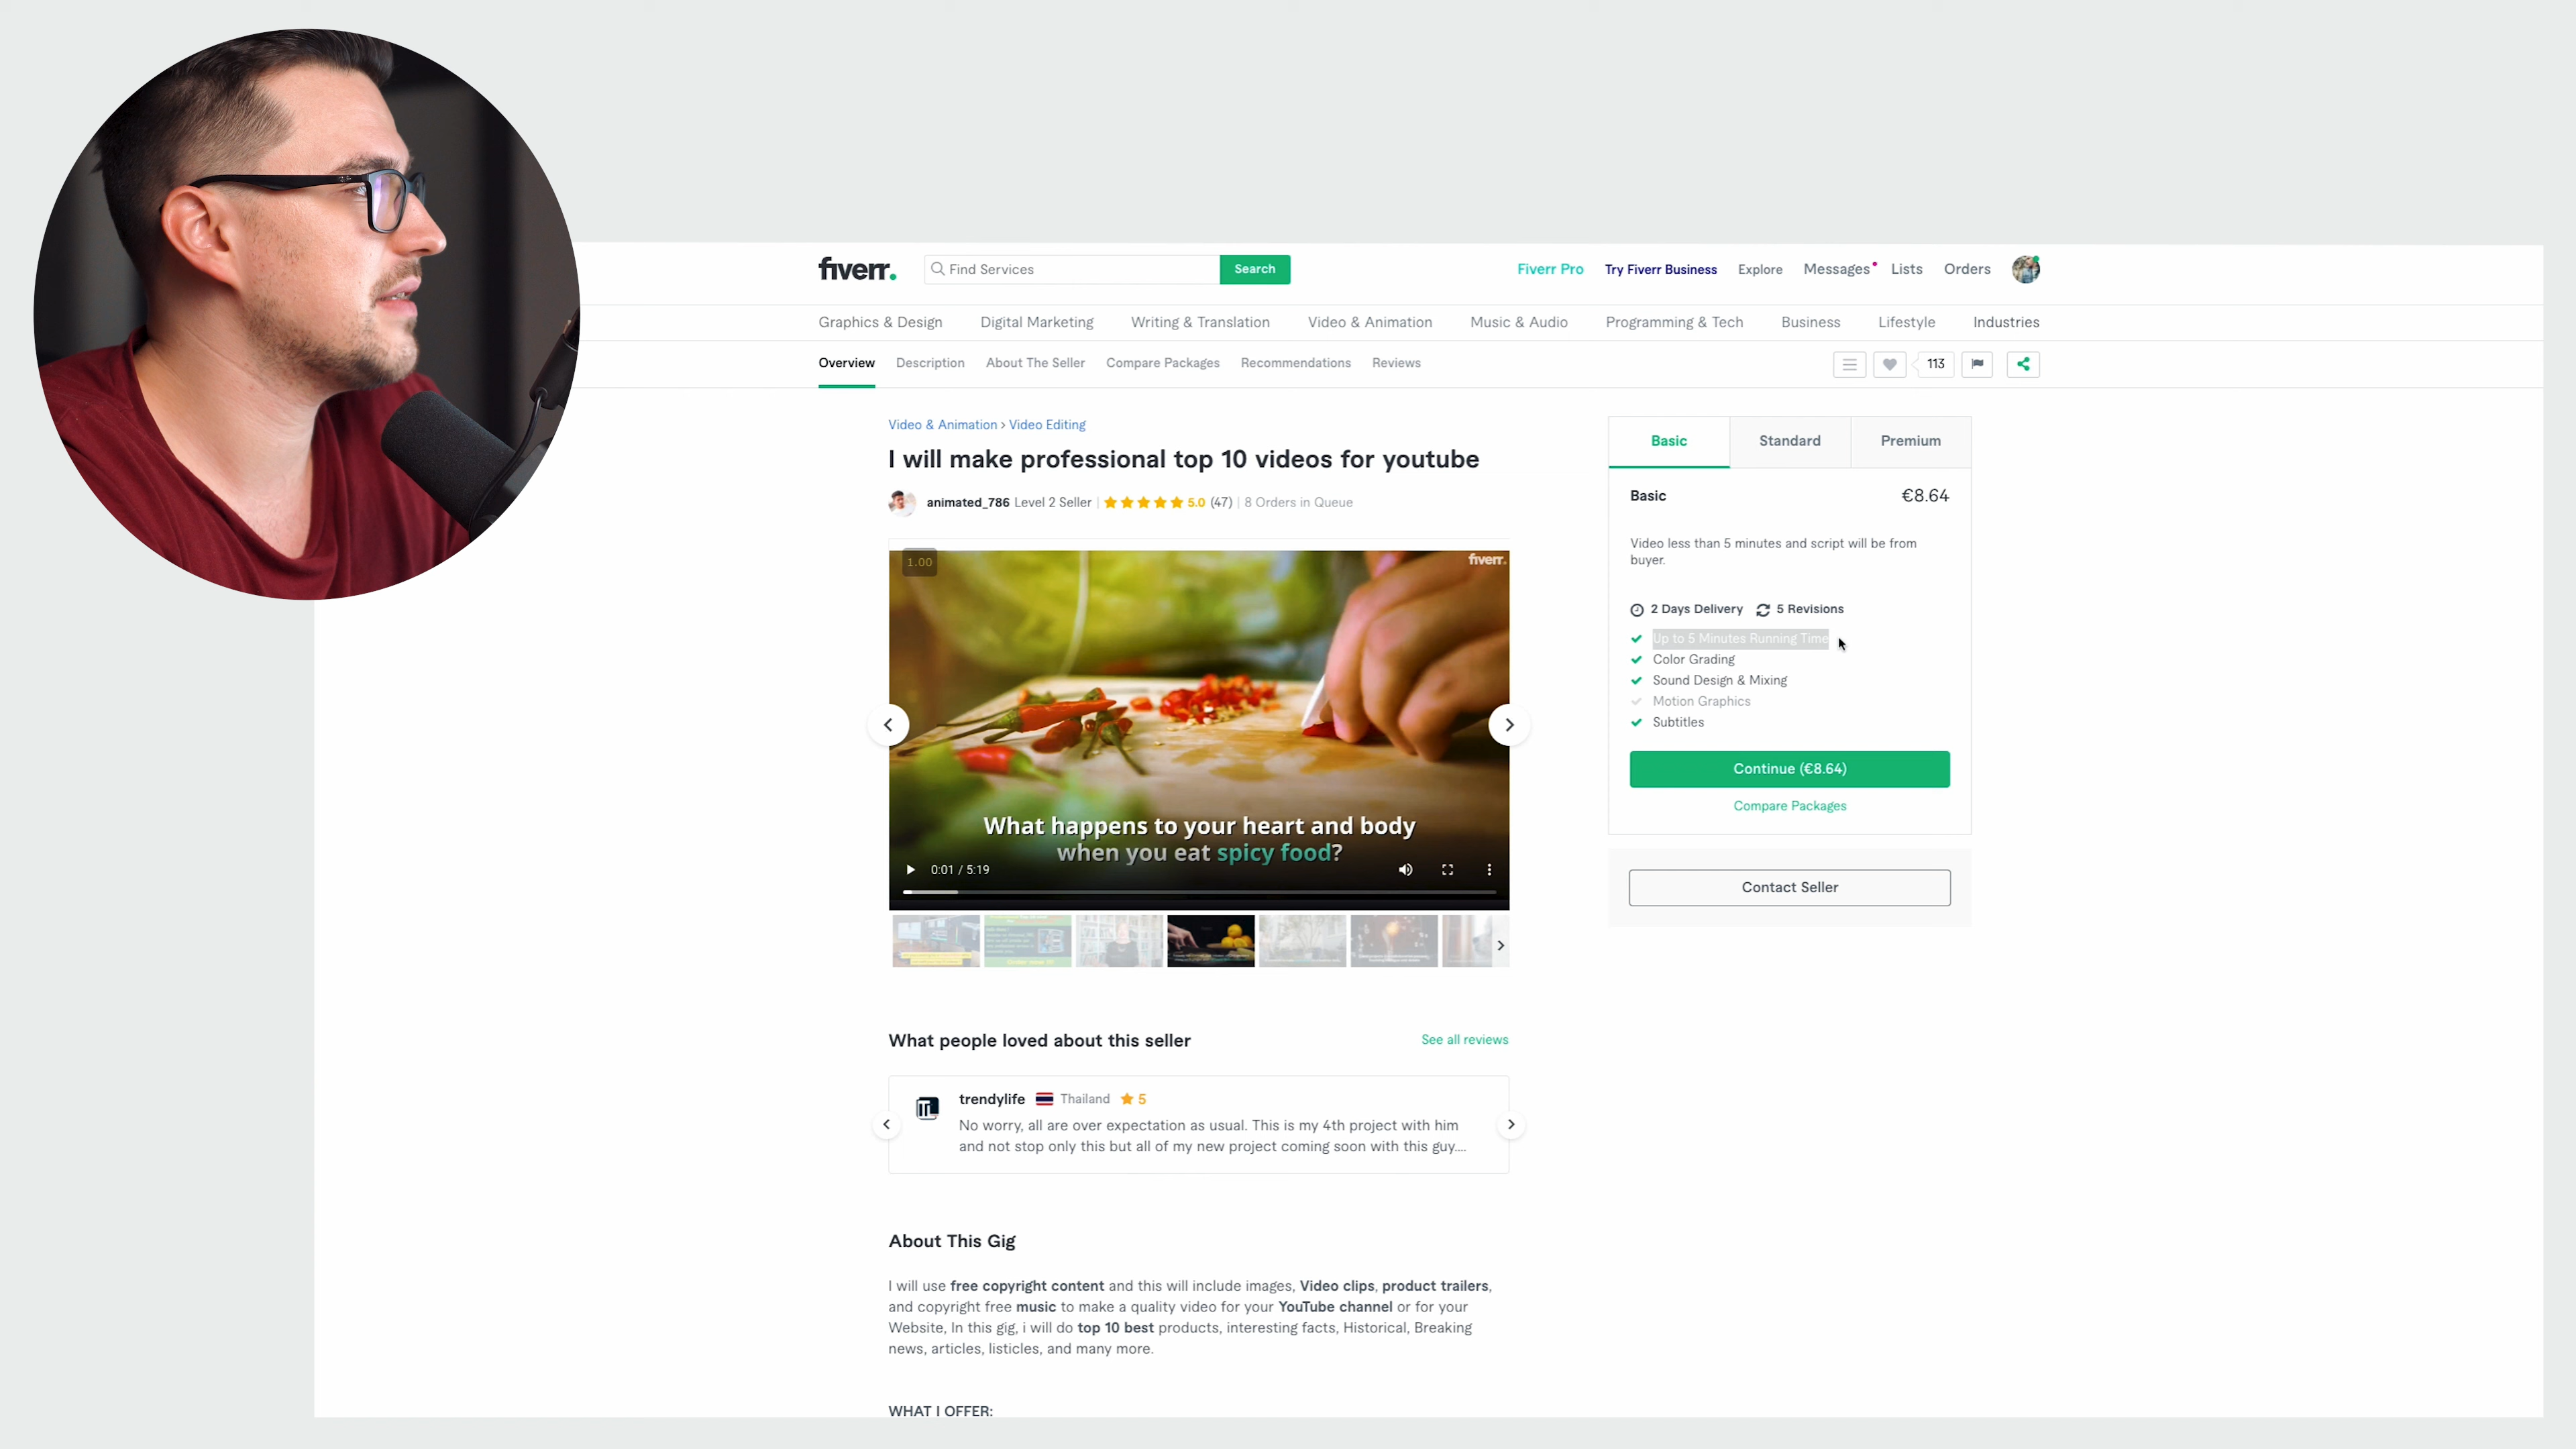 fiverr.
Find Services
Search
Fiverr Pro
Try Fiverr Business
Explore
Messages
Lists
Orders
Graphics & Design
Digital Marketing
Writing & Translation
Video & Animation
Music & Audio
Programming & Tech
Business
Lifestyle
Industries
Overview
Description
About The Seller
Compare Packages
Recommendations
Reviews
113
Video & Animation › Video Editing
I will make professional top 10 videos for youtube
animated_786 Level 2 Seller | 5.0 (47) | 8 Orders in Queue
1.00
fiverr.
What happens to your heart and body
when you eat spicy food?
0:01 / 5:19
Basic
Standard
Premium
Basic
€8.64
Video less than 5 minutes and script will be from
buyer.
2 Days Delivery
5 Revisions
Up to 5 Minutes Running Time
Color Grading
Sound Design & Mixing
Motion Graphics
Subtitles
Continue (€8.64)
Compare Packages
Contact Seller
What people loved about this seller
See all reviews
trendylife
Thailand
5
No worry, all are over expectation as usual. This is my 4th project with him
and not stop only this but all of my new project coming soon with this guy....
About This Gig
I will use free copyright content and this will include images, Video clips, product trailers,
and copyright free music to make a quality video for your YouTube channel or for your
Website, In this gig, i will do top 10 best products, interesting facts, Historical, Breaking
news, articles, listicles, and many more.
WHAT I OFFER: